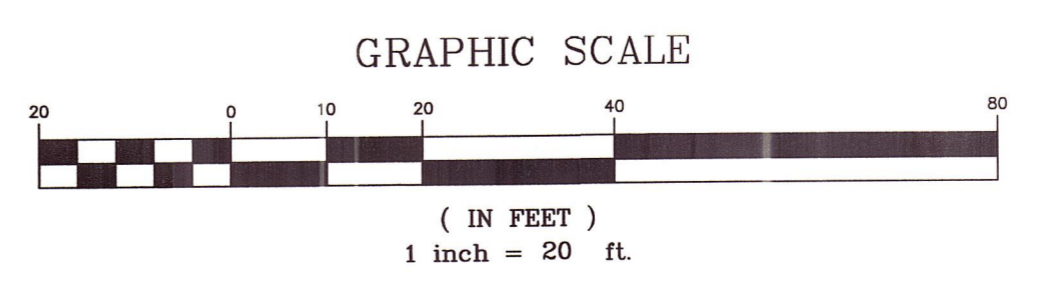 GRAPHIC SCALE
20 0 10 20 40 80
( IN FEET )
1 inch = 20 ft.